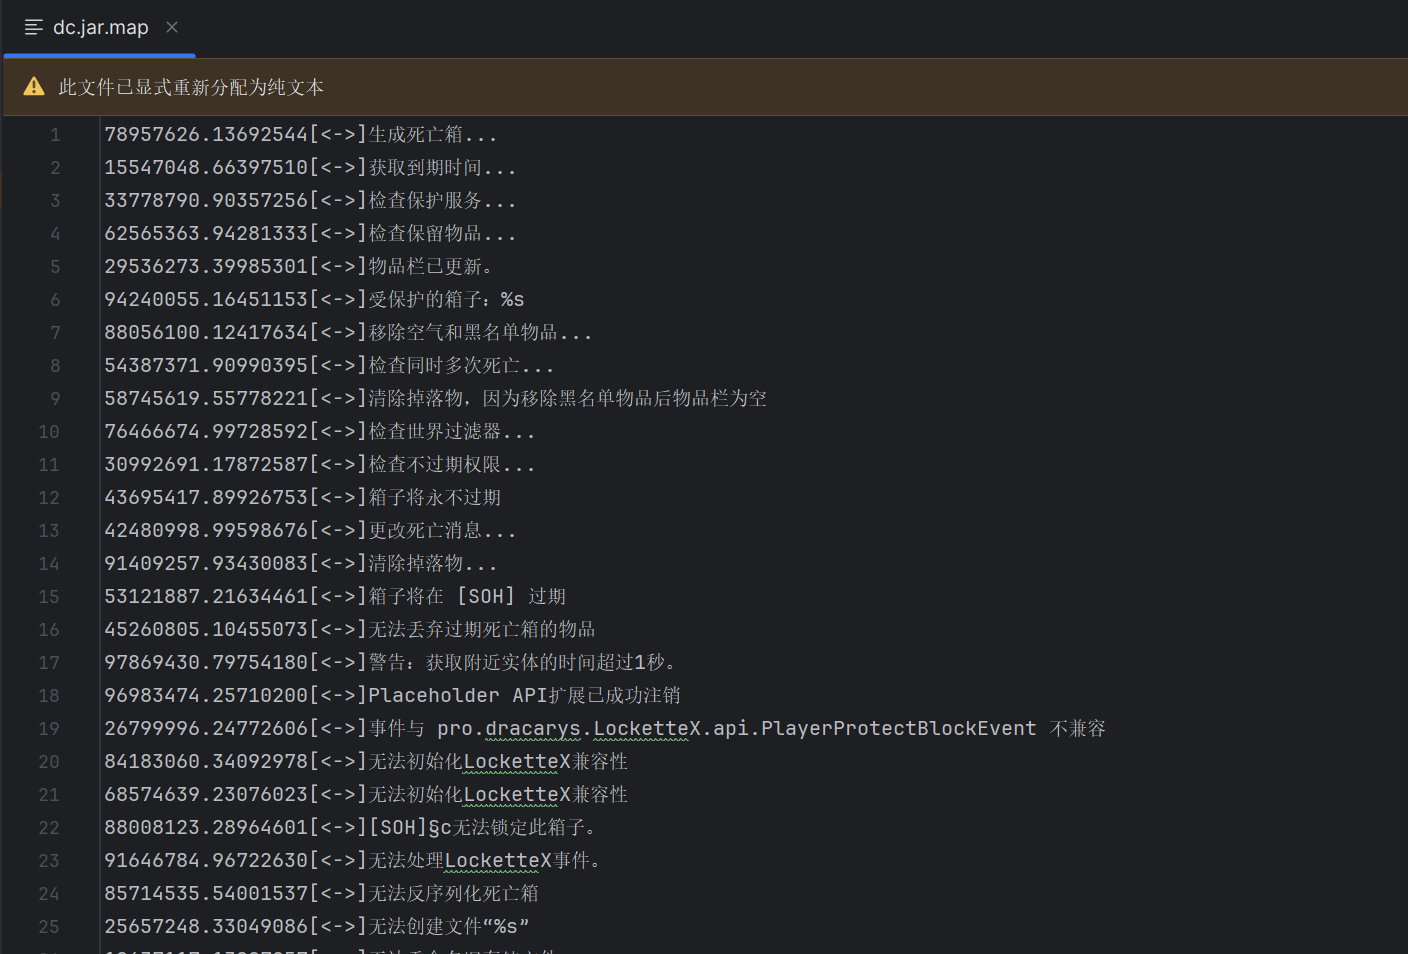 dc.jar.map
此文件已显式重新分配为纯文本
1 78957626.13692544[<->]生成死亡箱...
2 15547048.66397510[<->]获取到期时间...
3 33778790.90357256[<->]检查保护服务...
4 62565363.94281333[<->]检查保留物品...
5 29536273.39985301[<->]物品栏已更新。
6 94240055.16451153[<->]受保护的箱子：%s
7 88056100.12417634[<->]移除空气和黑名单物品...
8 54387371.90990395[<->]检查同时多次死亡...
9 58745619.55778221[<->]清除掉落物，因为移除黑名单物品后物品栏为空
10 76466674.99728592[<->]检查世界过滤器...
11 30992691.17872587[<->]检查不过期权限...
12 43695417.89926753[<->]箱子将永不过期
13 42480998.99598676[<->]更改死亡消息...
14 91409257.93430083[<->]清除掉落物...
15 53121887.21634461[<->]箱子将在 [SOH] 过期
16 45260805.10455073[<->]无法丢弃过期死亡箱的物品
17 97869430.79754180[<->]警告：获取附近实体的时间超过1秒。
18 96983474.25710200[<->]Placeholder API扩展已成功注销
19 26799996.24772606[<->]事件与 pro.dracarys.LocketteX.api.PlayerProtectBlockEvent 不兼容
20 84183060.34092978[<->]无法初始化LocketteX兼容性
21 68574639.23076023[<->]无法初始化LocketteX兼容性
22 88008123.28964601[<->][SOH]§c无法锁定此箱子。
23 91646784.96722630[<->]无法处理LocketteX事件。
24 85714535.54001537[<->]无法反序列化死亡箱
25 25657248.33049086[<->]无法创建文件“%s”